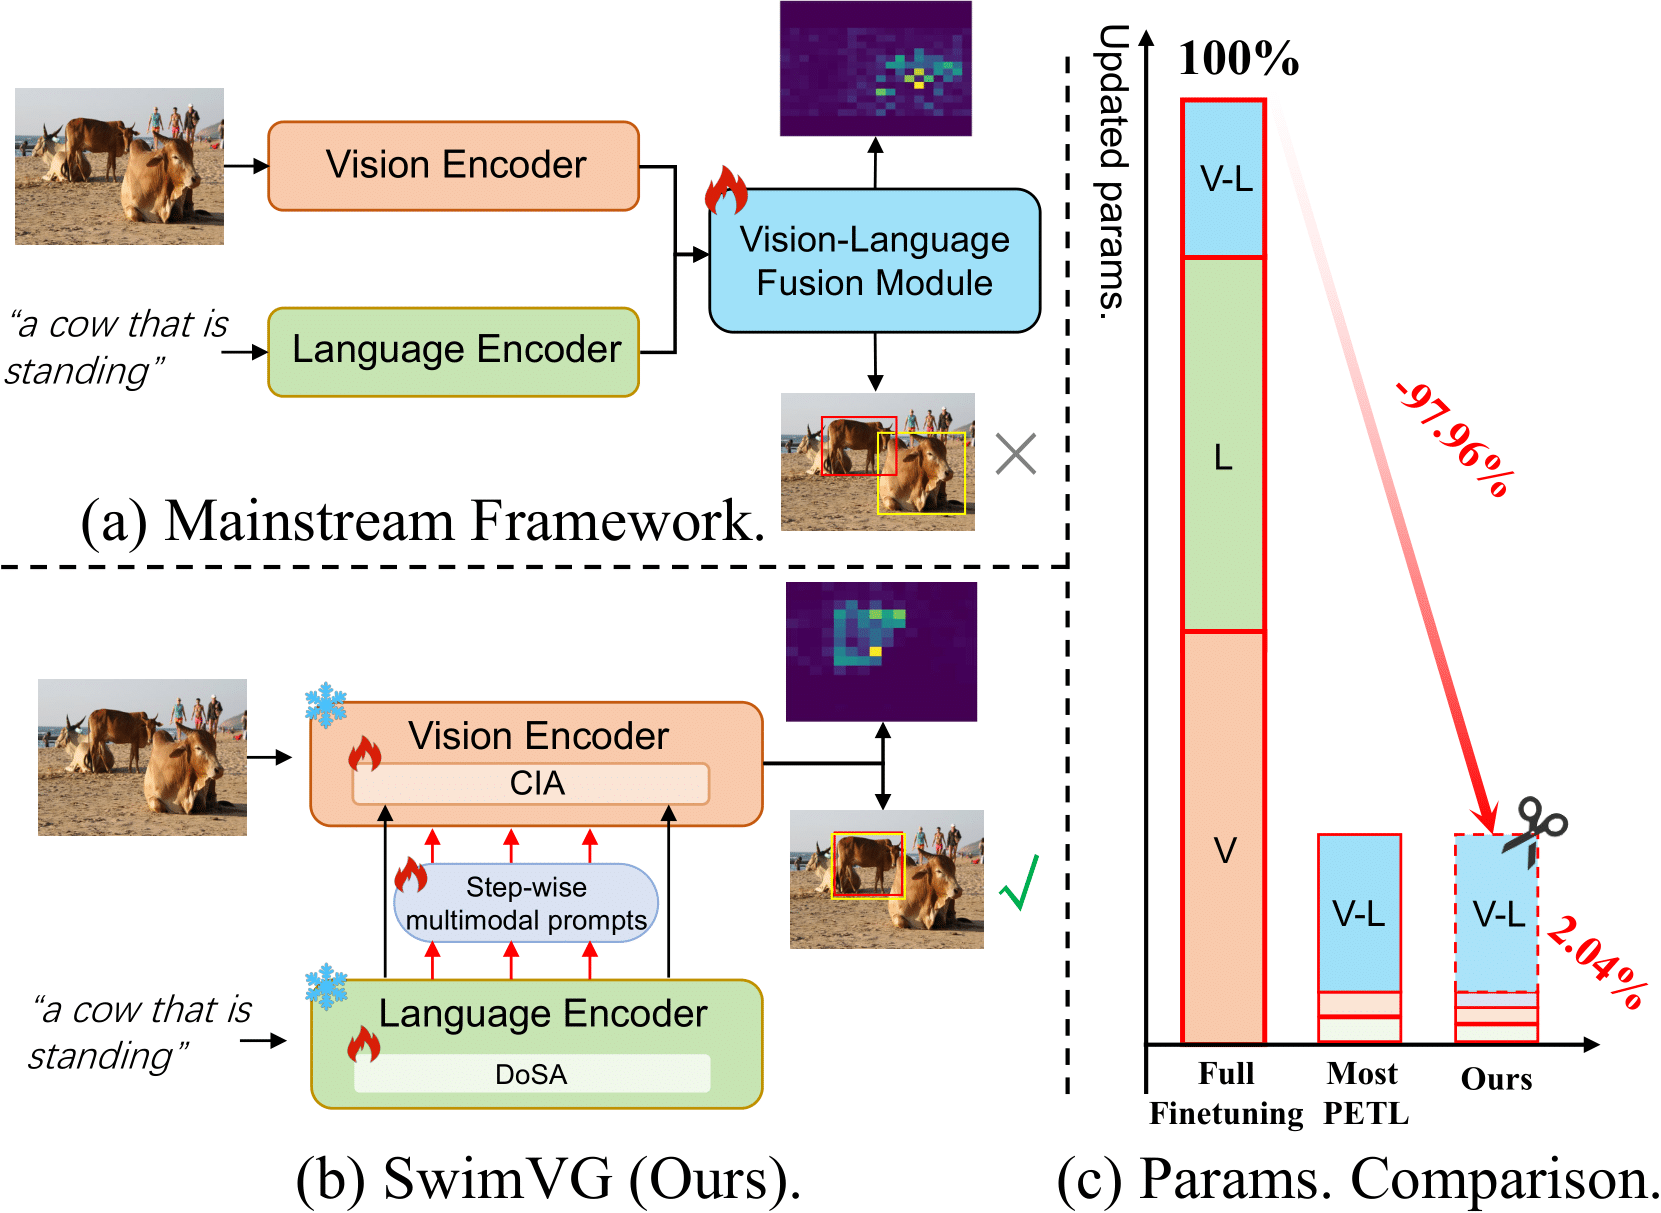 Vision Encoder
“a cow that is
standing”
Language Encoder
Vision-Language
Fusion Module
(a) Mainstream Framework.
Vision Encoder
CIA
Step-wise
multimodal prompts
“a cow that is
standing”
Language Encoder
DoSA
(b) SwimVG (Ours).
Updated params.
100%
V-L
L
V
-97.96%
V-L
V-L
2.04%
Full
Finetuning
Most
PETL
Ours
(c) Params. Comparison.